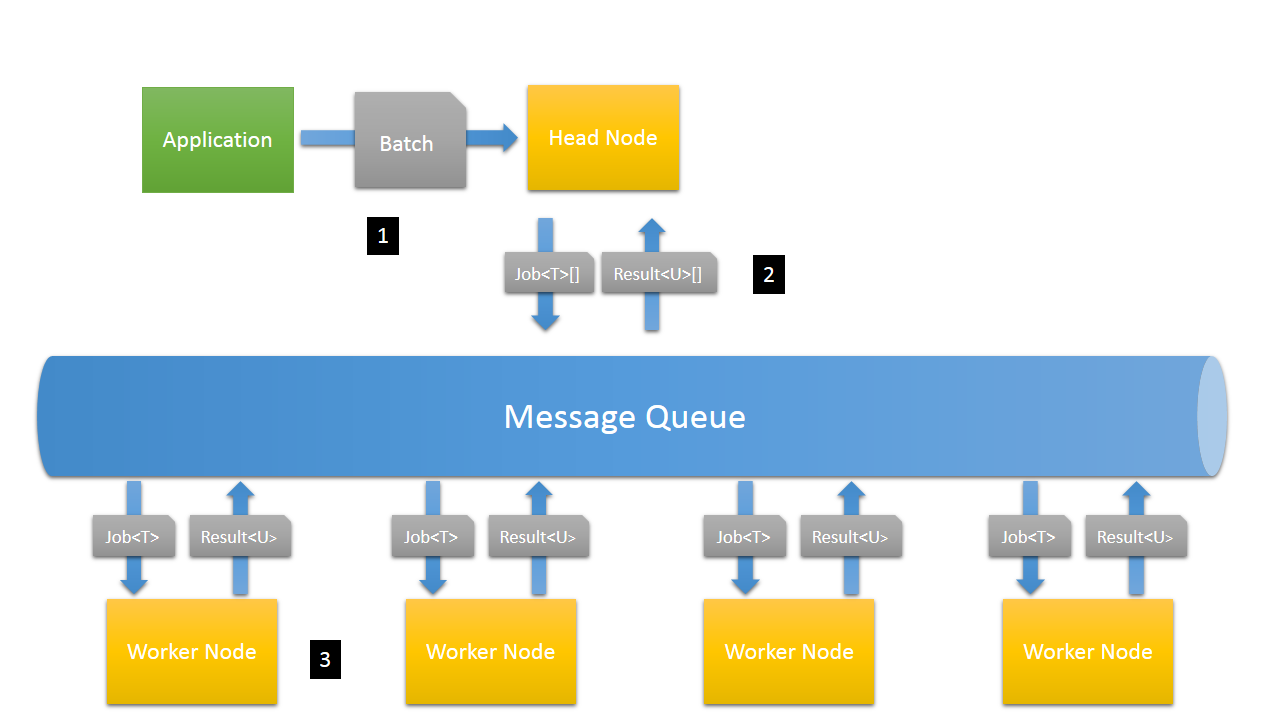 Application
Batch
Head Node
1
Job<T>[]
Result<U>[]
2
Message Queue
Job<T>
Result<U>
Job<T>
Result<U>
Job<T>
Result<U>
Job<T>
Result<U>
Worker Node
3
Worker Node
Worker Node
Worker Node